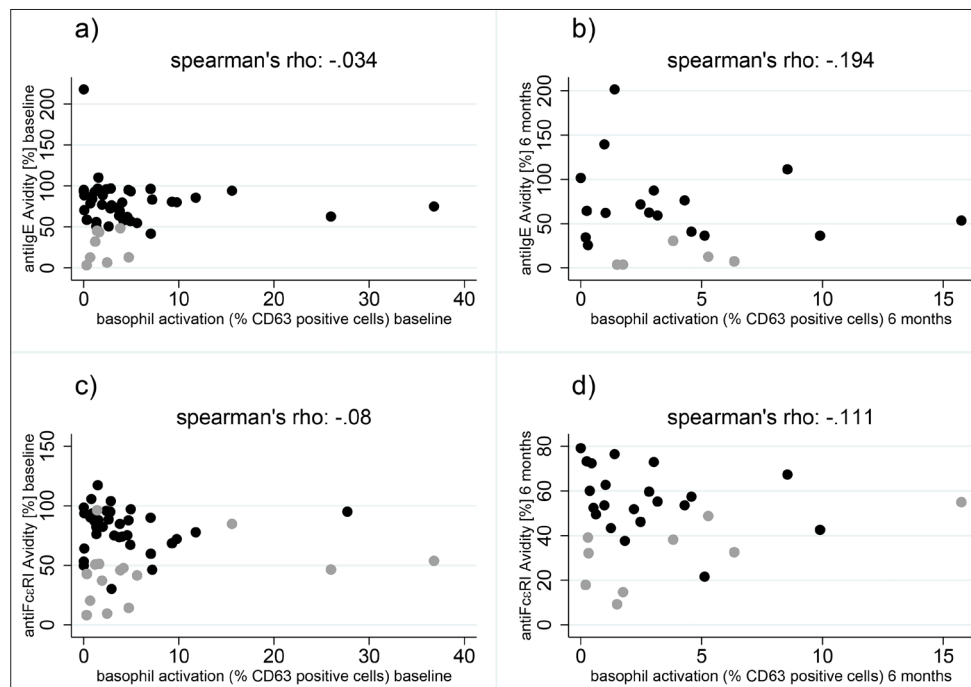 a)
spearman's rho: -.034
antiIgE Avidity [%] baseline
200
150
100
50
0
0 10 20 30 40
basophil activation (% CD63 positive cells) baseline
b)
spearman's rho: -.194
antiIgE Avidity [%] 6 months
200
150
100
50
0
0 5 10 15
basophil activation (% CD63 positive cells) 6 months
c)
spearman's rho: -.08
antiFcεRI Avidity [%] baseline
150
100
50
0
0 10 20 30 40
basophil activation (% CD63 positive cells) baseline
d)
spearman's rho: -.111
antiFcεRI Avidity [%] 6 months
80
60
40
20
0
0 5 10 15
basophil activation (% CD63 positive cells) 6 months